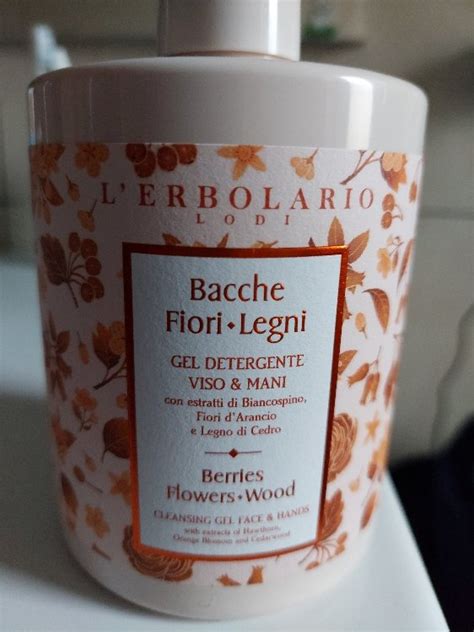 L'ERBOLARIO
LODI
Bacche
Fiori • Legni
GEL DETERGENTE
VISO & MANI
con estratti di Biancospino,
Fiori d'Arancio
e Legno di Cedro
Berries
Flowers • Wood
CLEANSING GEL FACE & HANDS
with extracts of Hawthorn,
Orange Blossom and Cedarwood